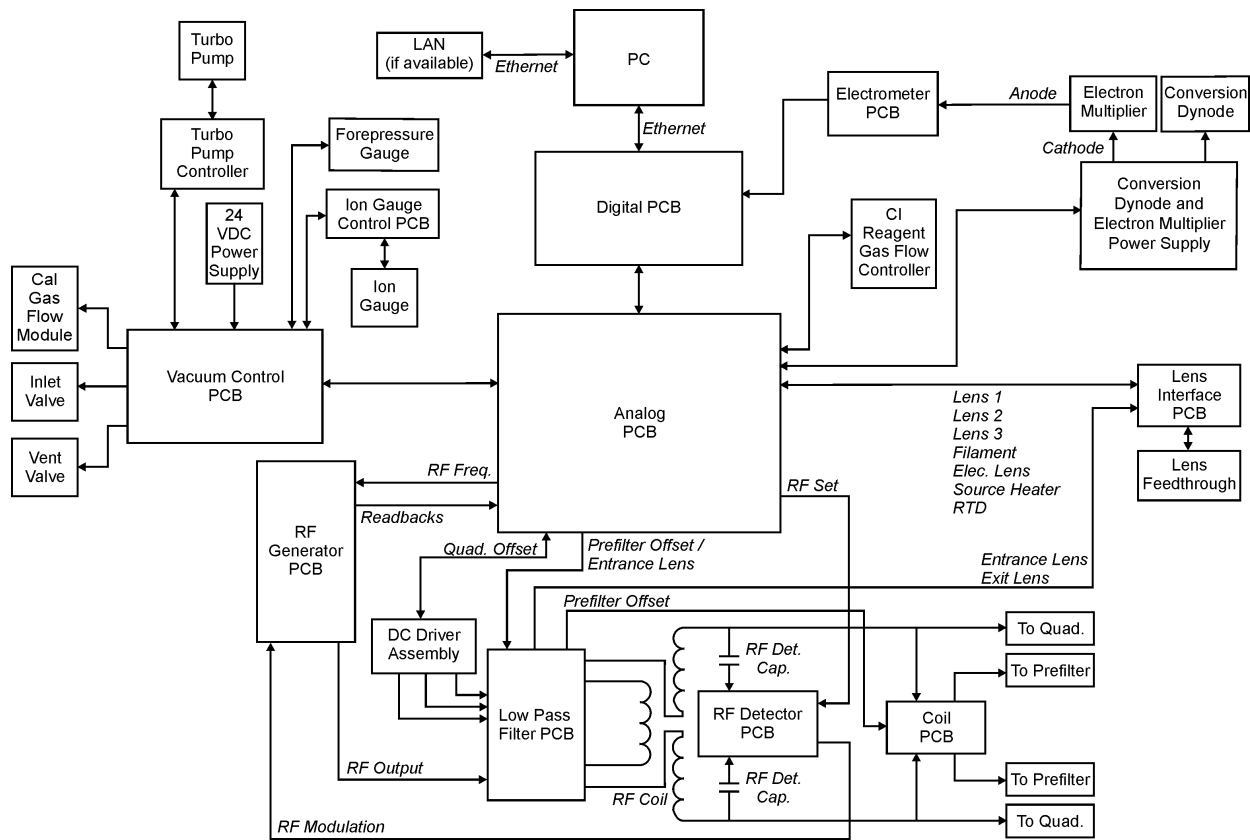 Turbo
Pump
LAN
(if available)
Ethernet
PC
Electrometer
PCB
Anode
Electron
Multiplier
Conversion
Dynode
Turbo
Pump
Controller
Forepressure
Gauge
Ethernet
Cathode
Digital PCB
Conversion
Dynode and
Electron Multiplier
Power Supply
24
VDC
Power
Supply
Ion Gauge
Control PCB
CI
Reagent
Gas Flow
Controller
Ion
Gauge
Cal
Gas
Flow
Module
Vacuum Control
PCB
Inlet
Valve
Vent
Valve
Analog
PCB
Lens 1
Lens 2
Lens 3
Filament
Elec. Lens
Source Heater
RTD
Lens
Interface
PCB
Lens
Feedthrough
RF Freq.
Readbacks
RF Set
RF
Generator
PCB
Quad. Offset
Prefilter Offset /
Entrance Lens
Entrance Lens
Exit Lens
Prefilter Offset
DC Driver
Assembly
Low Pass
Filter PCB
RF Det.
Cap.
RF Detector
PCB
RF Det.
Cap.
Coil
PCB
To Quad.
To Prefilter
To Prefilter
To Quad.
RF Output
RF Coil
RF Modulation